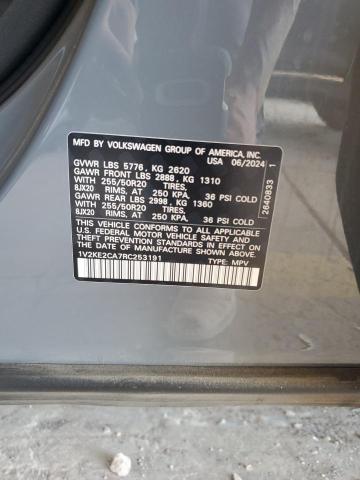 MFD BY VOLKSWAGEN GROUP OF AMERICA, INC.
USA 06/2024
GVWR LBS 5776, KG 2620
GAWR FRONT LBS 2888, KG 1310
WITH 255/50R20 TIRES,
8JX20 RIMS, AT 250 KPA, 36 PSI COLD
GAWR REAR LBS 2998, KG 1360
WITH 255/50R20 TIRES,
8JX20 RIMS, AT 250 KPA, 36 PSI COLD
THIS VEHICLE CONFORMS TO ALL APPLICABLE
U.S. FEDERAL MOTOR VEHICLE SAFETY STANDARDS IN EFFECT ON
THE DATE OF MANUFACTURE SHOWN ABOVE.
1V2KE2CA7RC253191 TYPE: MPV
2640833 1